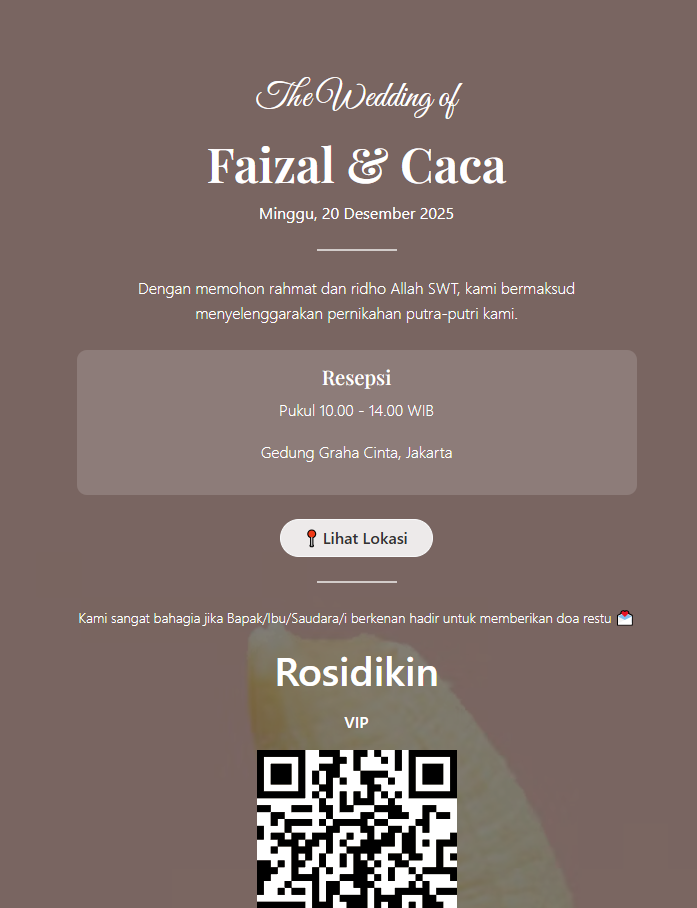 The Wedding of
Faizal & Caca
Minggu, 20 Desember 2025
Dengan memohon rahmat dan ridho Allah SWT, kami bermaksud
menyelenggarakan pernikahan putra-putri kami.
Resepsi
Pukul 10.00 - 14.00 WIB
Gedung Graha Cinta, Jakarta
📍 Lihat Lokasi
Kami sangat bahagia jika Bapak/Ibu/Saudara/i berkenan hadir untuk memberikan doa restu 💌
Rosidikin
VIP